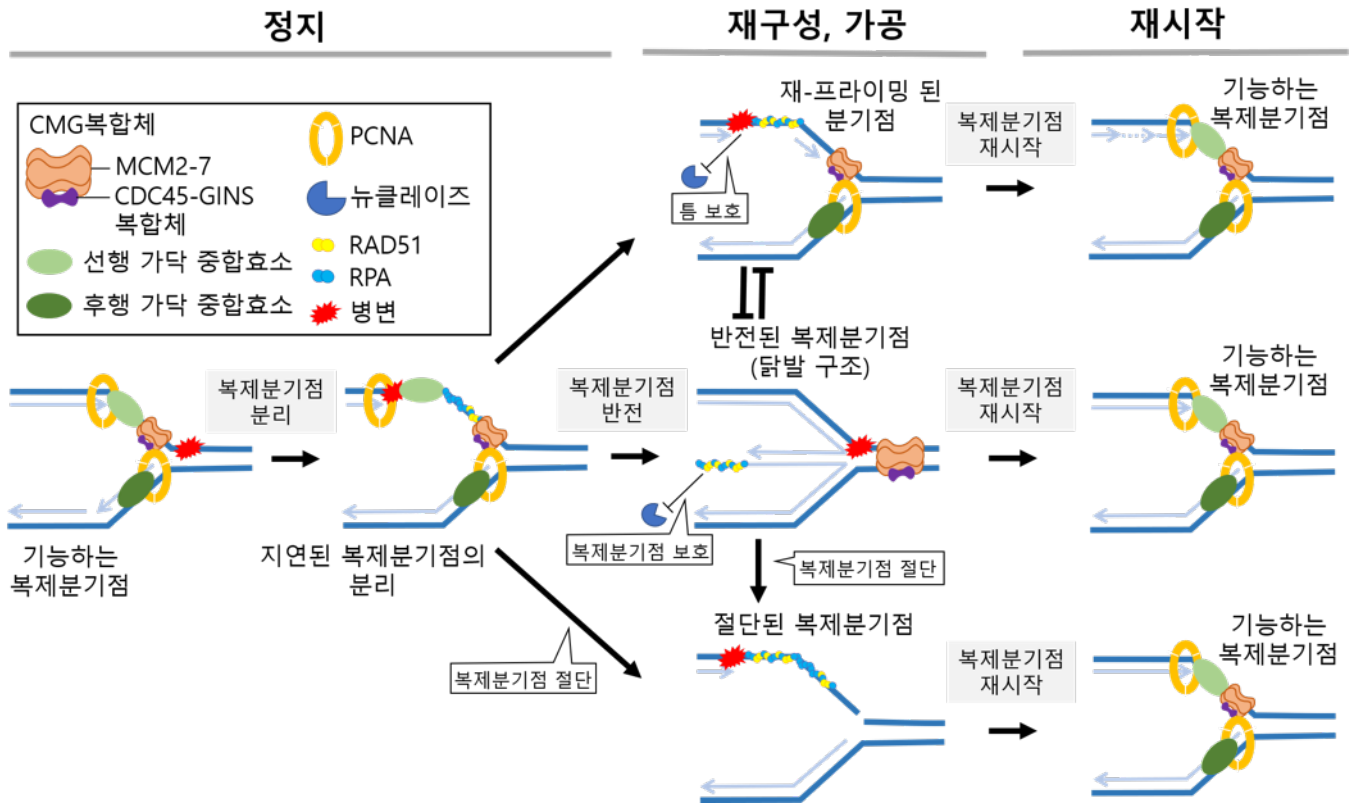 정지
재구성, 가공
재시작
CMG복합체
MCM2-7
CDC45-GINS
복합체
선행 가닥 중합효소
후행 가닥 중합효소
PCNA
뉴클레이즈
RAD51
RPA
병변
재-프라이밍 된
분기점
틈 보호
복제분기점
재시작
기능하는
복제분기점
기능하는
복제분기점
복제분기점
분리
지연된 복제분기점의
분리
복제분기점
반전
반전된 복제분기점
(닭발 구조)
복제분기점 보호
복제분기점
재시작
기능하는
복제분기점
복제분기점 절단
복제분기점 절단
절단된 복제분기점
복제분기점
재시작
기능하는
복제분기점